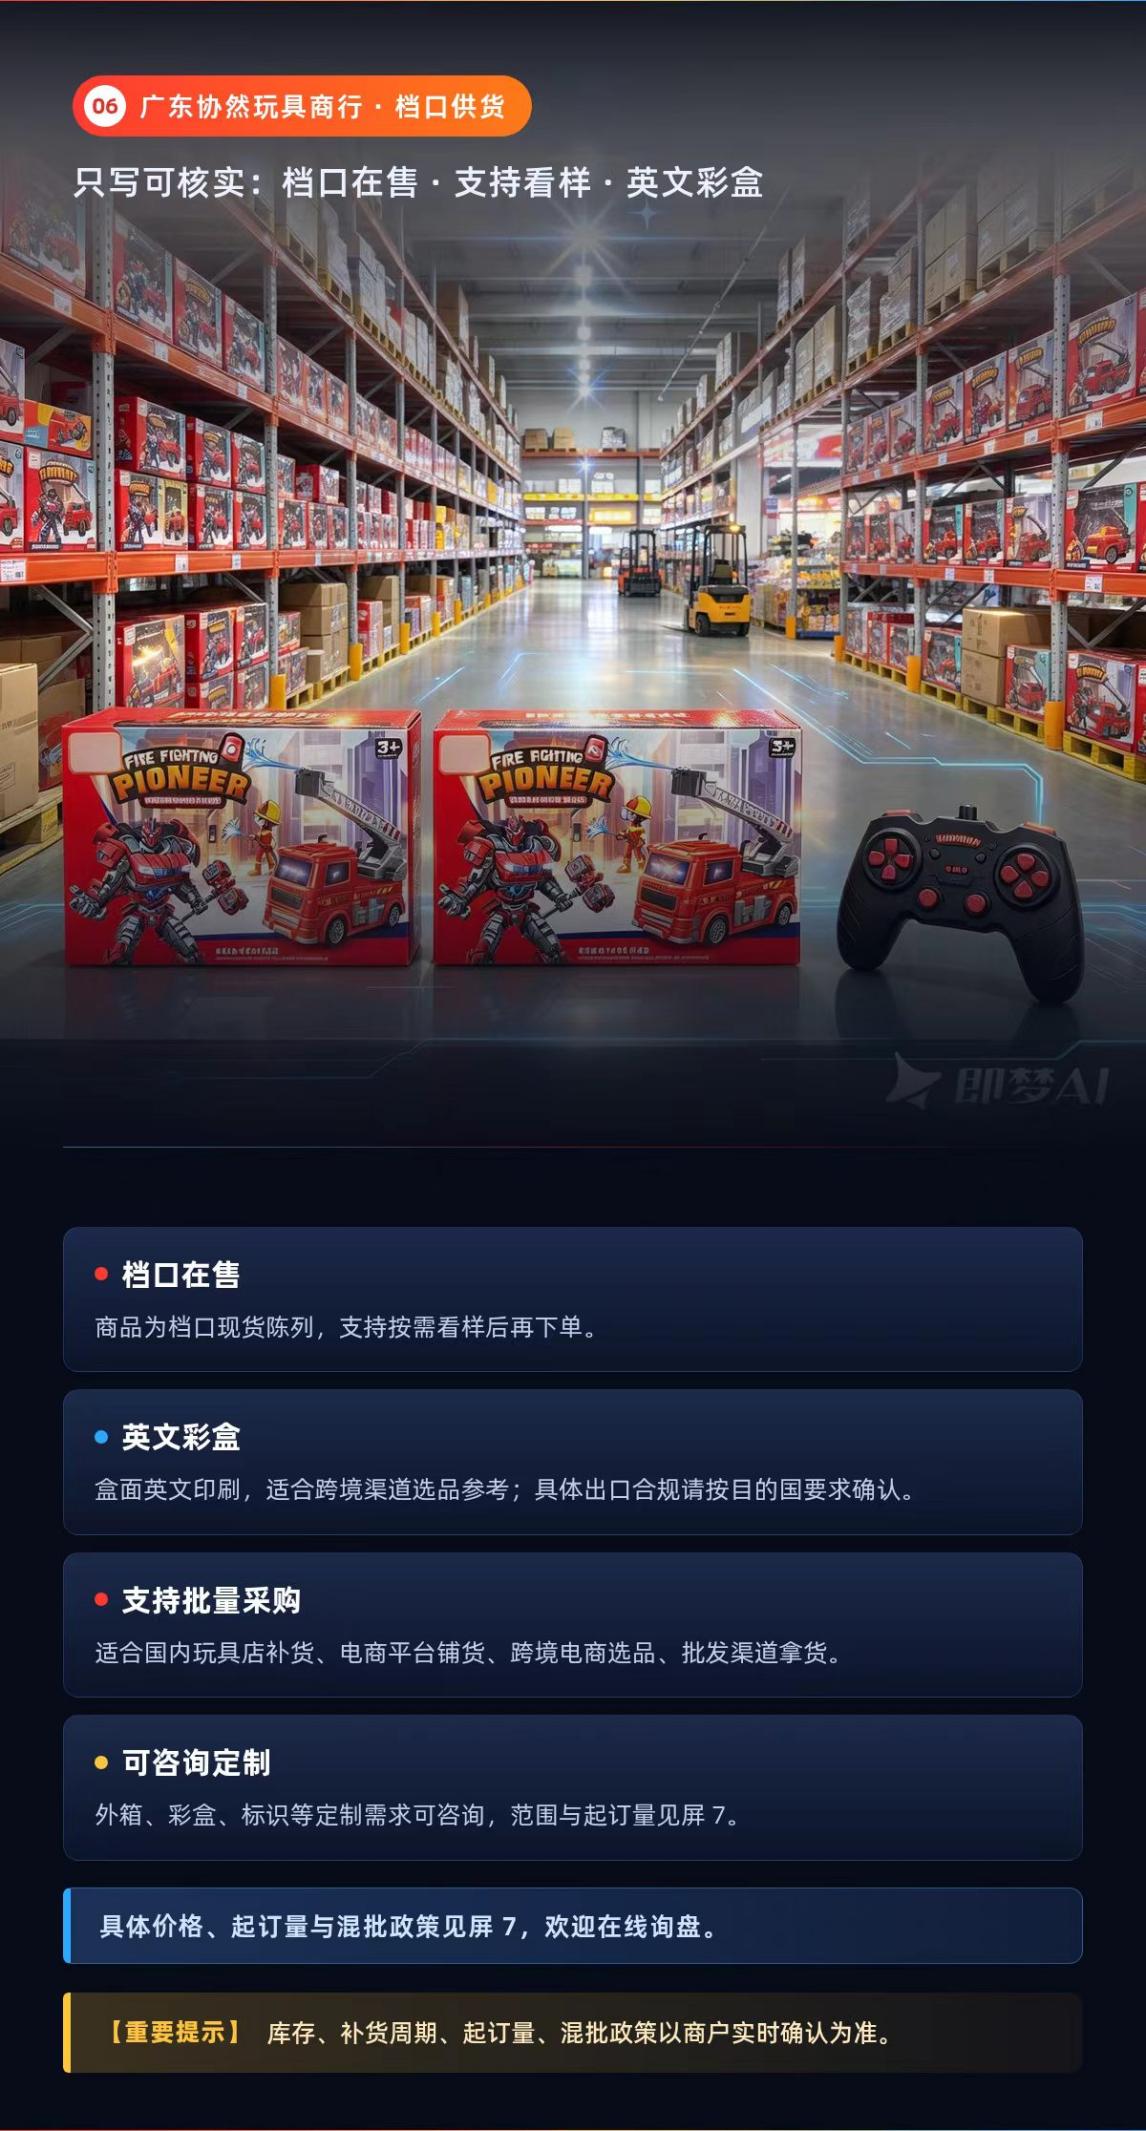 06 广东协然玩具商行 · 档口供货
只写可核实：档口在售 · 支持看样 · 英文彩盒
FIRE FIGHTING
PIONEER
3+
FIRE FIGHTING
PIONEER
3+
即梦AI
档口在售
商品为档口现货陈列，支持按需看样后再下单。
英文彩盒
盒面英文印刷，适合跨境渠道选品参考；具体出口合规请按目的国要求确认。
支持批量采购
适合国内玩具店补货、电商平台铺货、跨境电商选品、批发渠道拿货。
可咨询定制
外箱、彩盒、标识等定制需求可咨询，范围与起订量见屏 7。
具体价格、起订量与混批政策见屏 7，欢迎在线询盘。
【重要提示】 库存、补货周期、起订量、混批政策以商户实时确认为准。